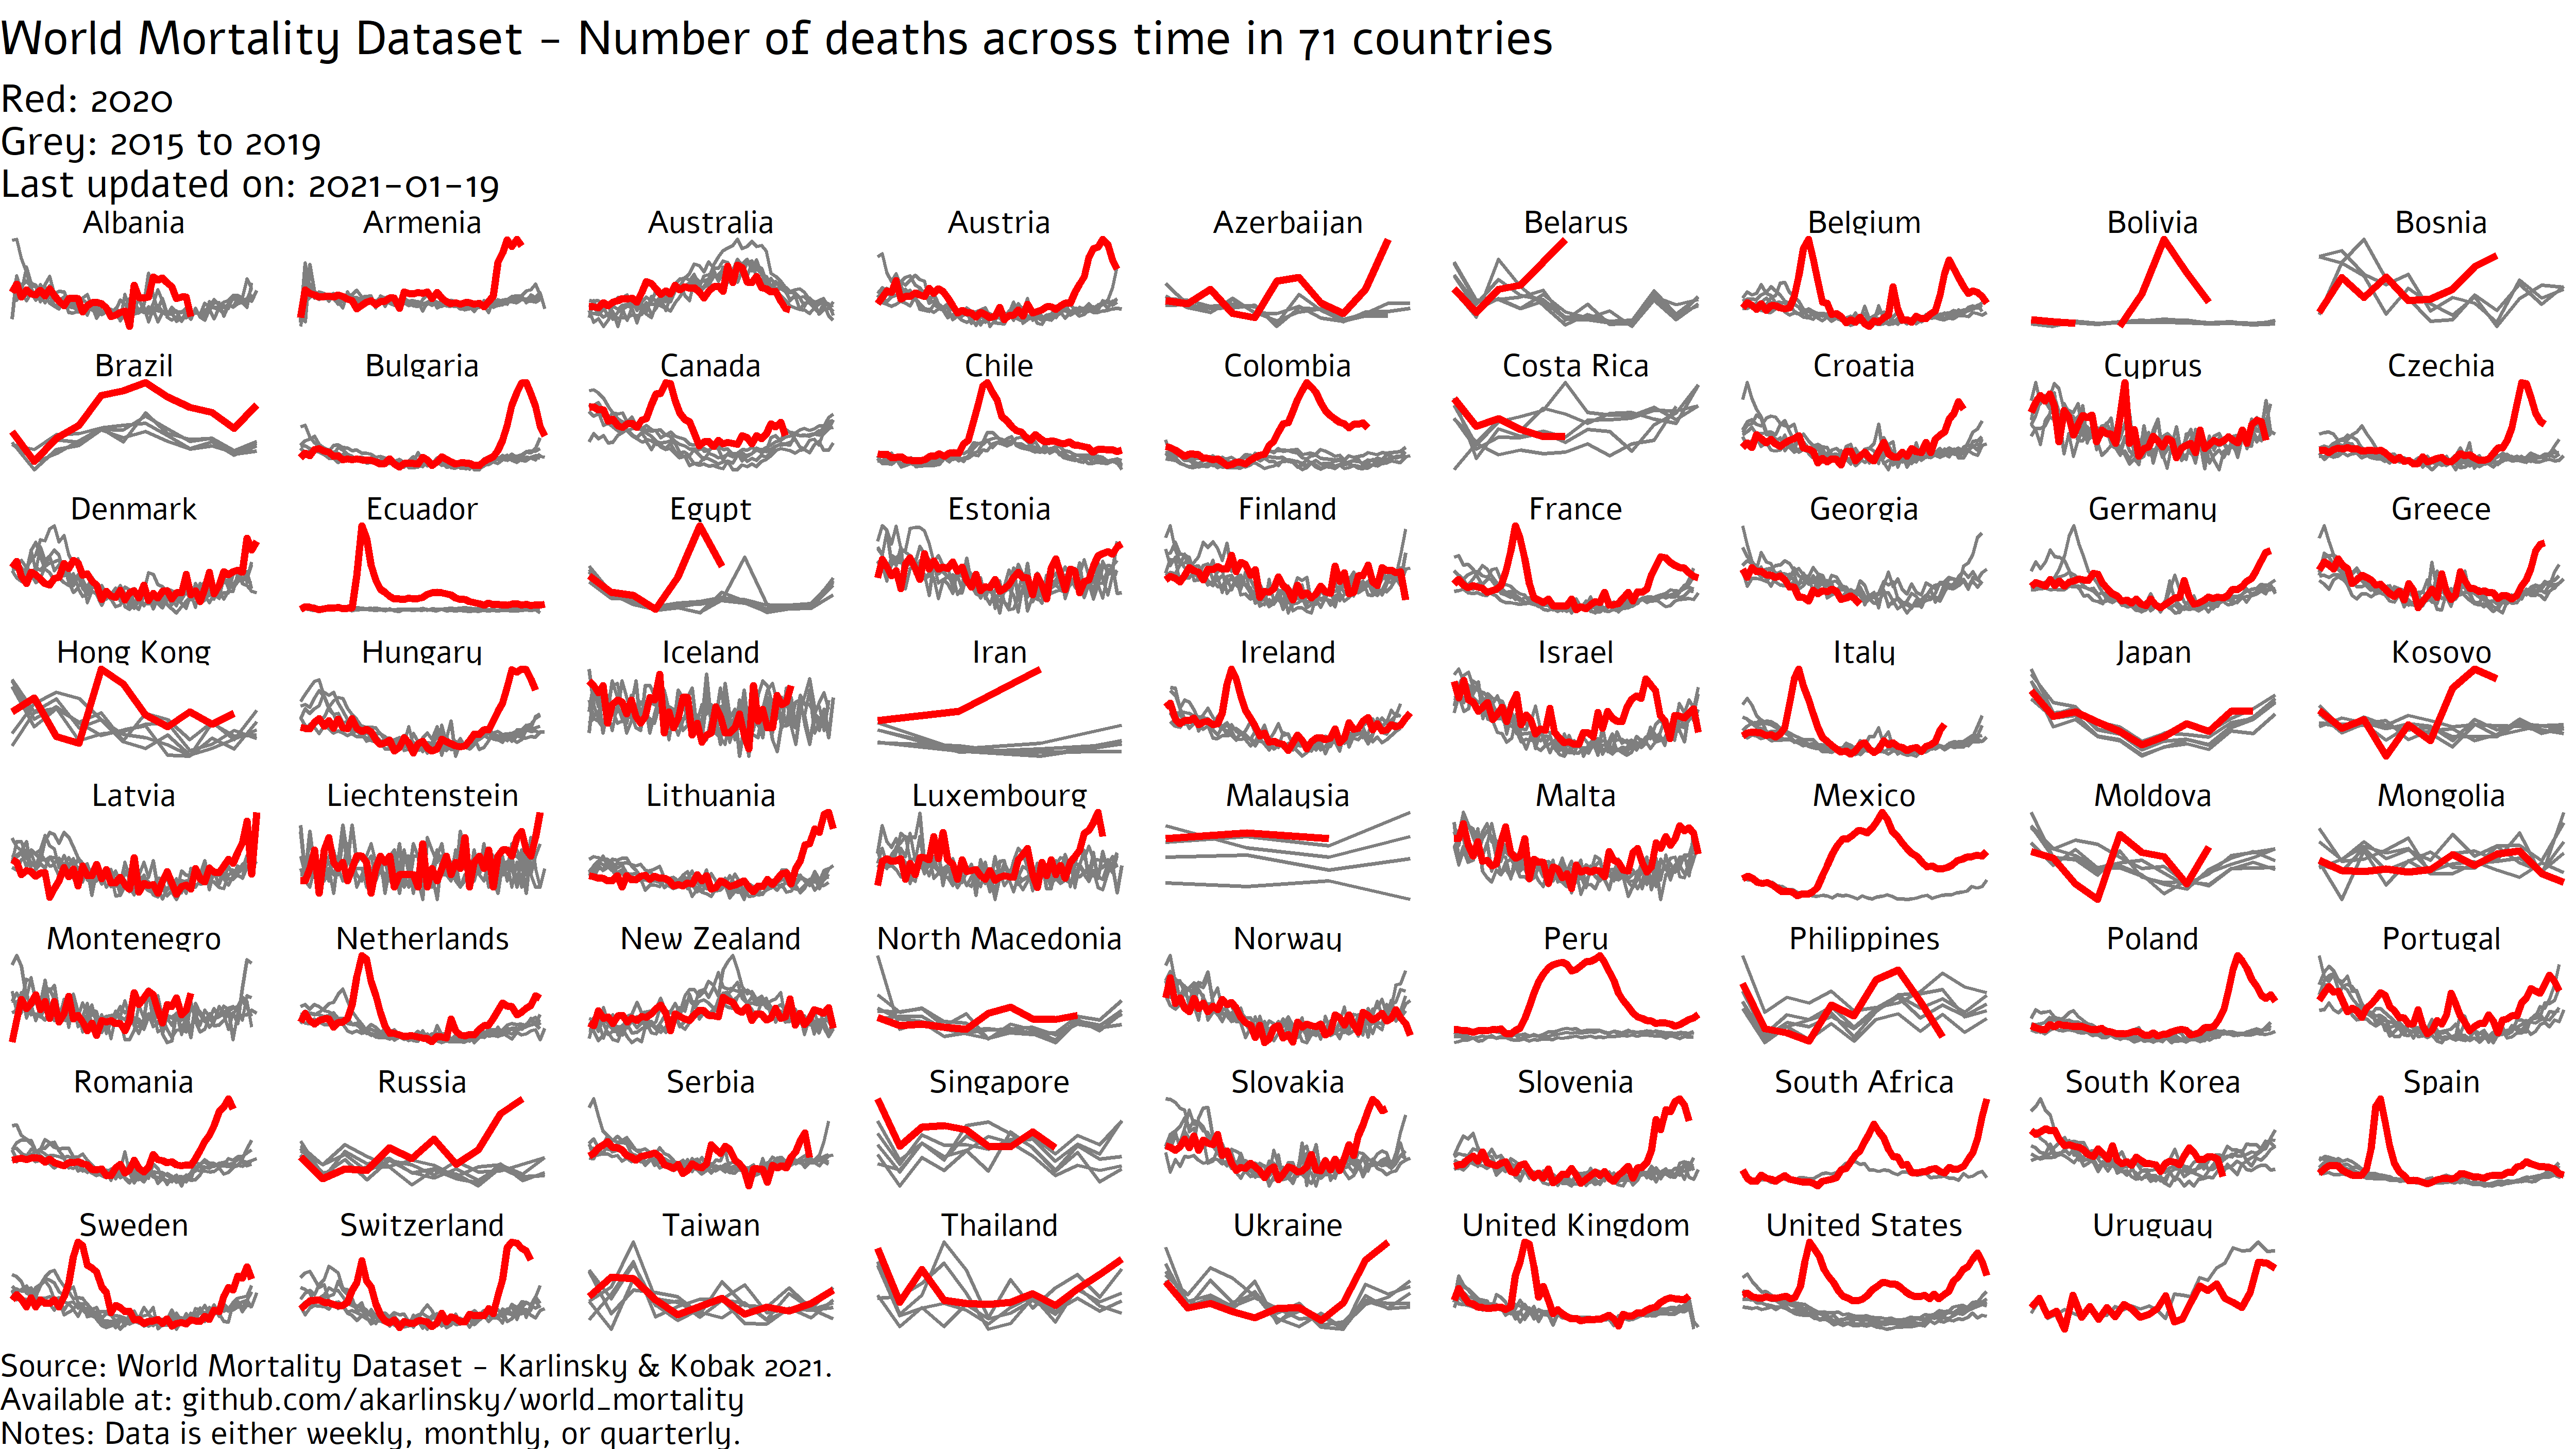 World Mortality Dataset - Number of deaths across time in 71 countries
Red: 2020
Grey: 2015 to 2019
Last updated on: 2021-01-19
Albania Armenia Australia Austria Azerbaijan Belarus Belgium Bolivia Bosnia
Brazil Bulgaria Canada Chile Colombia Costa Rica Croatia Cyprus Czechia
Denmark Ecuador Egypt Estonia Finland France Georgia Germany Greece
Hong Kong Hungary Iceland Iran Ireland Israel Italy Japan Kosovo
Latvia Liechtenstein Lithuania Luxembourg Malaysia Malta Mexico Moldova Mongolia
Montenegro Netherlands New Zealand North Macedonia Norway Peru Philippines Poland Portugal
Romania Russia Serbia Singapore Slovakia Slovenia South Africa South Korea Spain
Sweden Switzerland Taiwan Thailand Ukraine United Kingdom United States Uruguay
Source: World Mortality Dataset - Karlinsky & Kobak 2021.
Available at: github.com/akarlinsky/world_mortality
Notes: Data is either weekly, monthly, or quarterly.